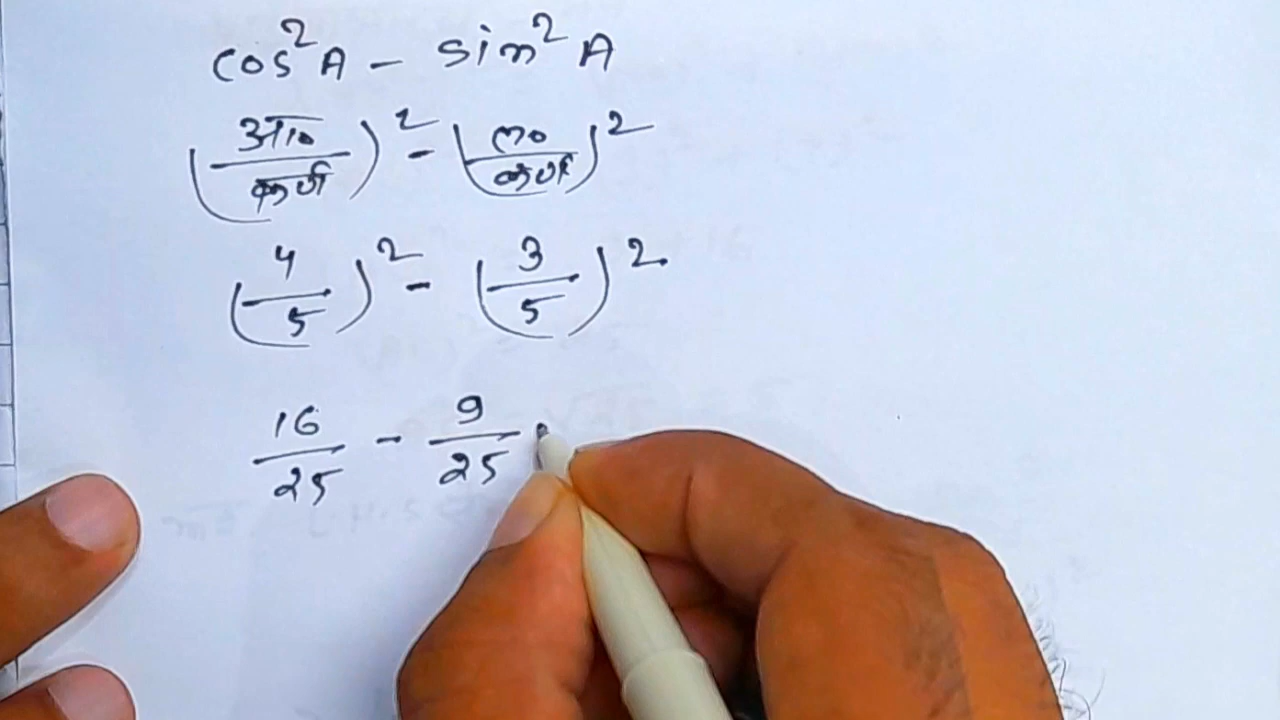 cos²A - sin²A
(आ०/कर्ण)² - (ल०/कर्ण)²
(4/5)² - (3/5)²
16/25 - 9/25